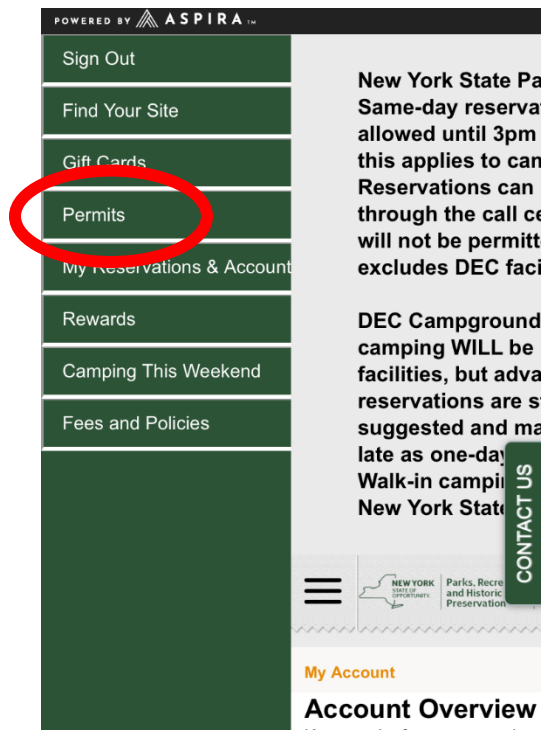 POWERED BY ASPIRA™
Sign Out
Find Your Site
Gift Cards
Permits
My Reservations & Account
Rewards
Camping This Weekend
Fees and Policies
New York State Pa
Same-day reserva
allowed until 3pm
this applies to can
Reservations can
through the call ce
will not be permitt
excludes DEC faci
DEC Campground
camping WILL be
facilities, but adva
reservations are s
suggested and ma
late as one-day
Walk-in campi
New York State
CONTACT US
NEW YORK
STATE OF
OPPORTUNITY.
Parks, Recre
and Historic
Preservation
My Account
Account Overview